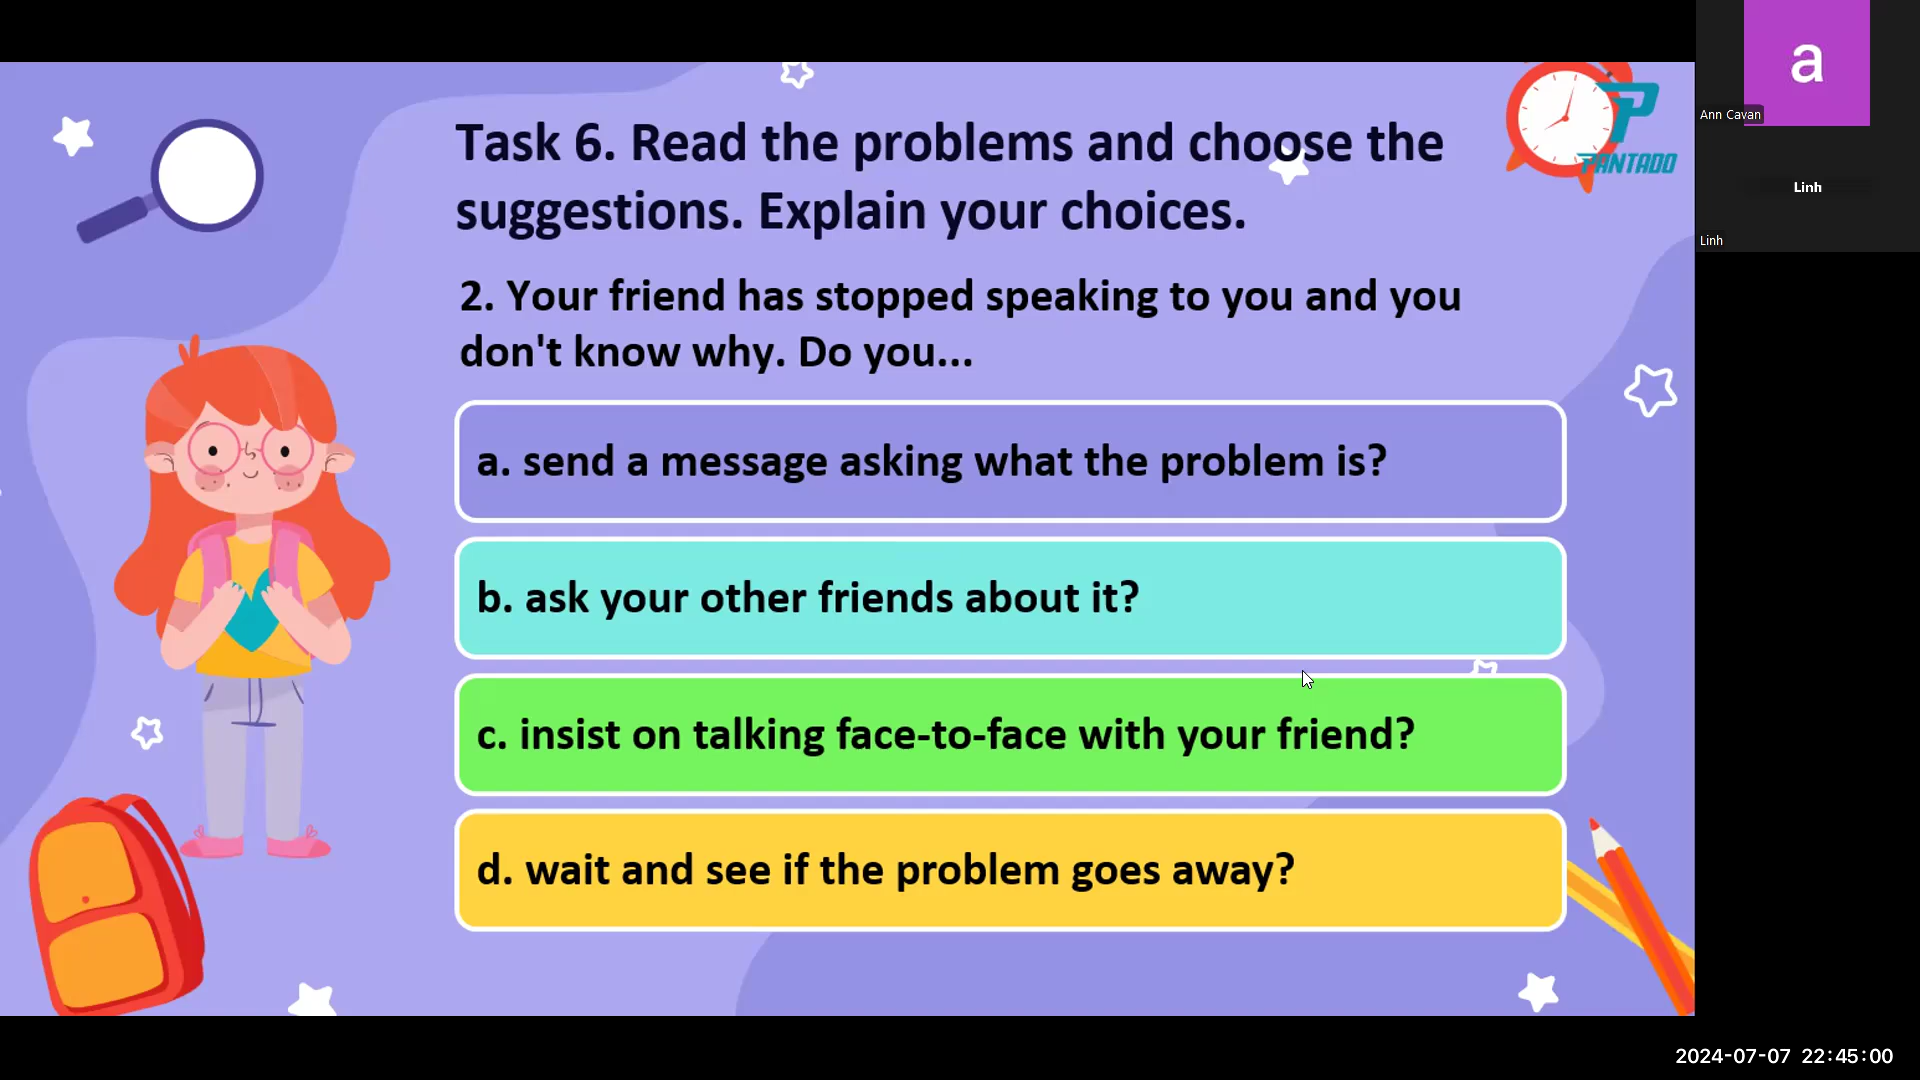 Task 6. Read the problems and choose the
suggestions. Explain your choices.
2. Your friend has stopped speaking to you and you
don't know why. Do you...
a. send a message asking what the problem is?
b. ask your other friends about it?
c. insist on talking face-to-face with your friend?
d. wait and see if the problem goes away?
PANTADO
a
Ann Cavan
Linh
Linh
2024-07-07 22:45:00